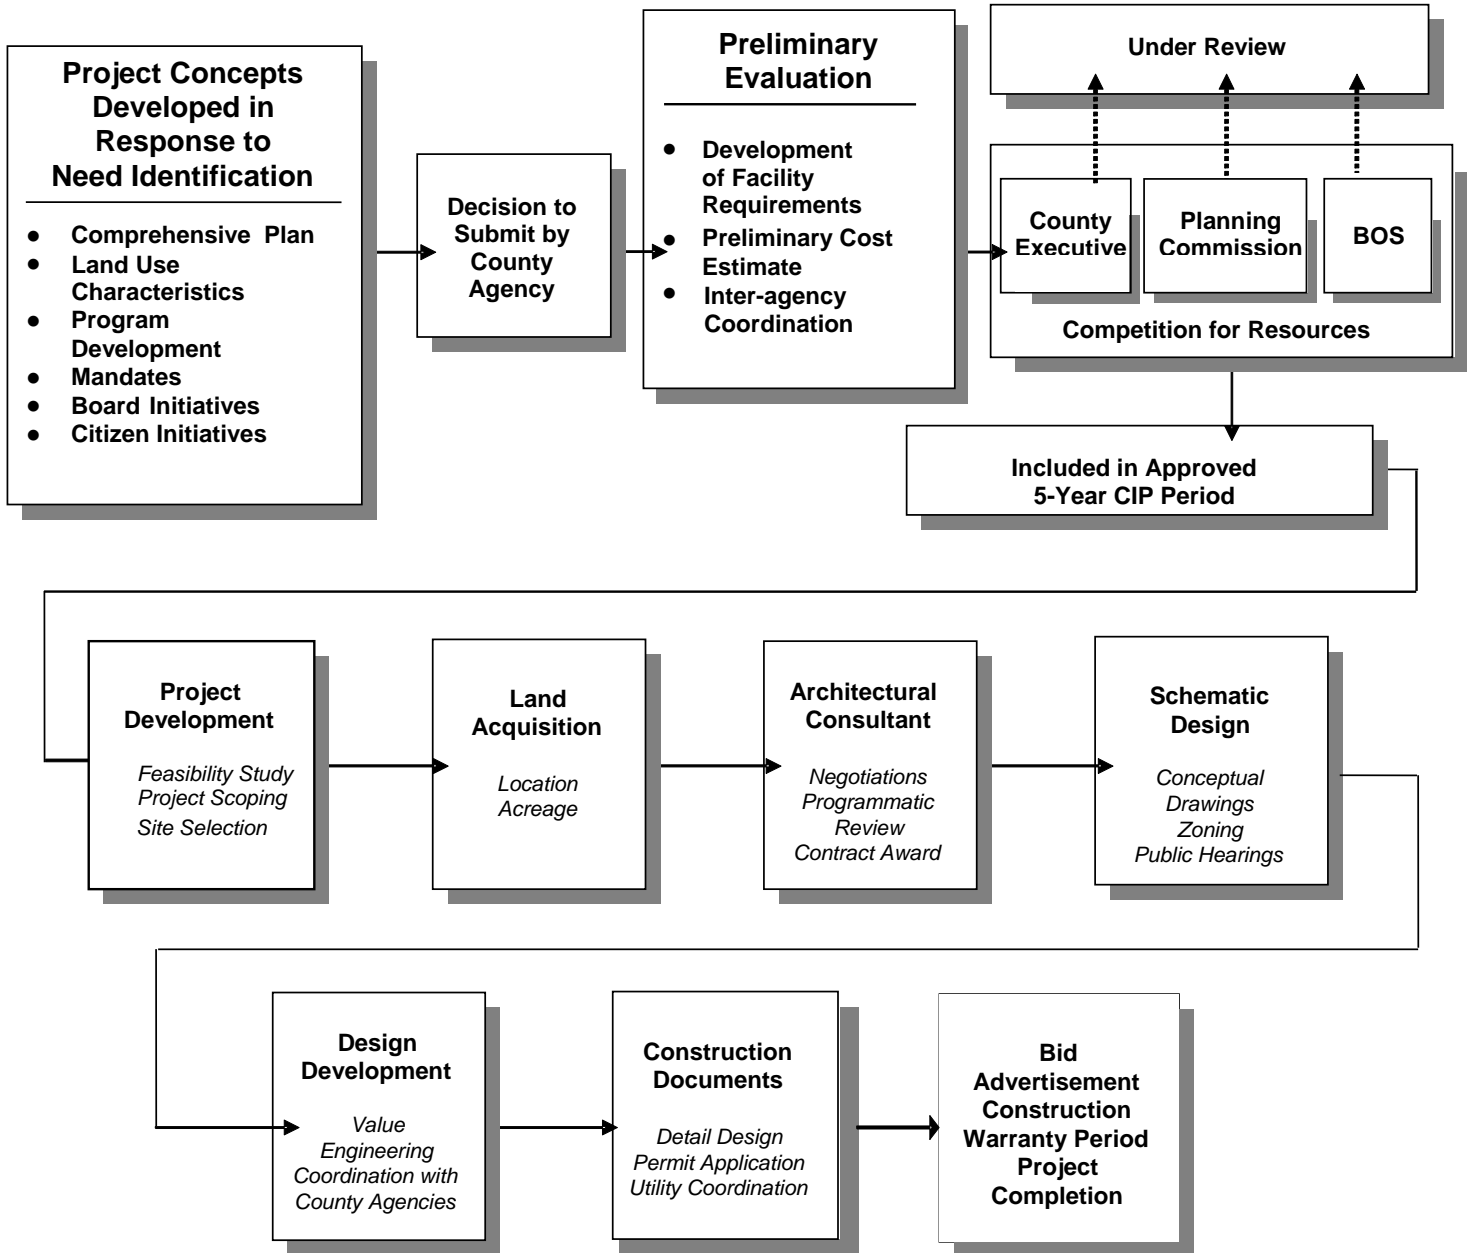 Project Concepts
Developed in
Response to
Need Identification
● Comprehensive Plan
● Land Use
Characteristics
● Program
Development
● Mandates
● Board Initiatives
● Citizen Initiatives
Decision to
Submit by
County
Agency
Preliminary
Evaluation
● Development
of Facility
Requirements
● Preliminary Cost
Estimate
● Inter-agency
Coordination
Under Review
County
Executive
Planning
Commission
BOS
Competition for Resources
Included in Approved
5-Year CIP Period
Project
Development
Feasibility Study
Project Scoping
Site Selection
Land
Acquisition
Location
Acreage
Architectural
Consultant
Negotiations
Programmatic
Review
Contract Award
Schematic
Design
Conceptual
Drawings
Zoning
Public Hearings
Design
Development
Value
Engineering
Coordination with
County Agencies
Construction
Documents
Detail Design
Permit Application
Utility Coordination
Bid
Advertisement
Construction
Warranty Period
Project
Completion